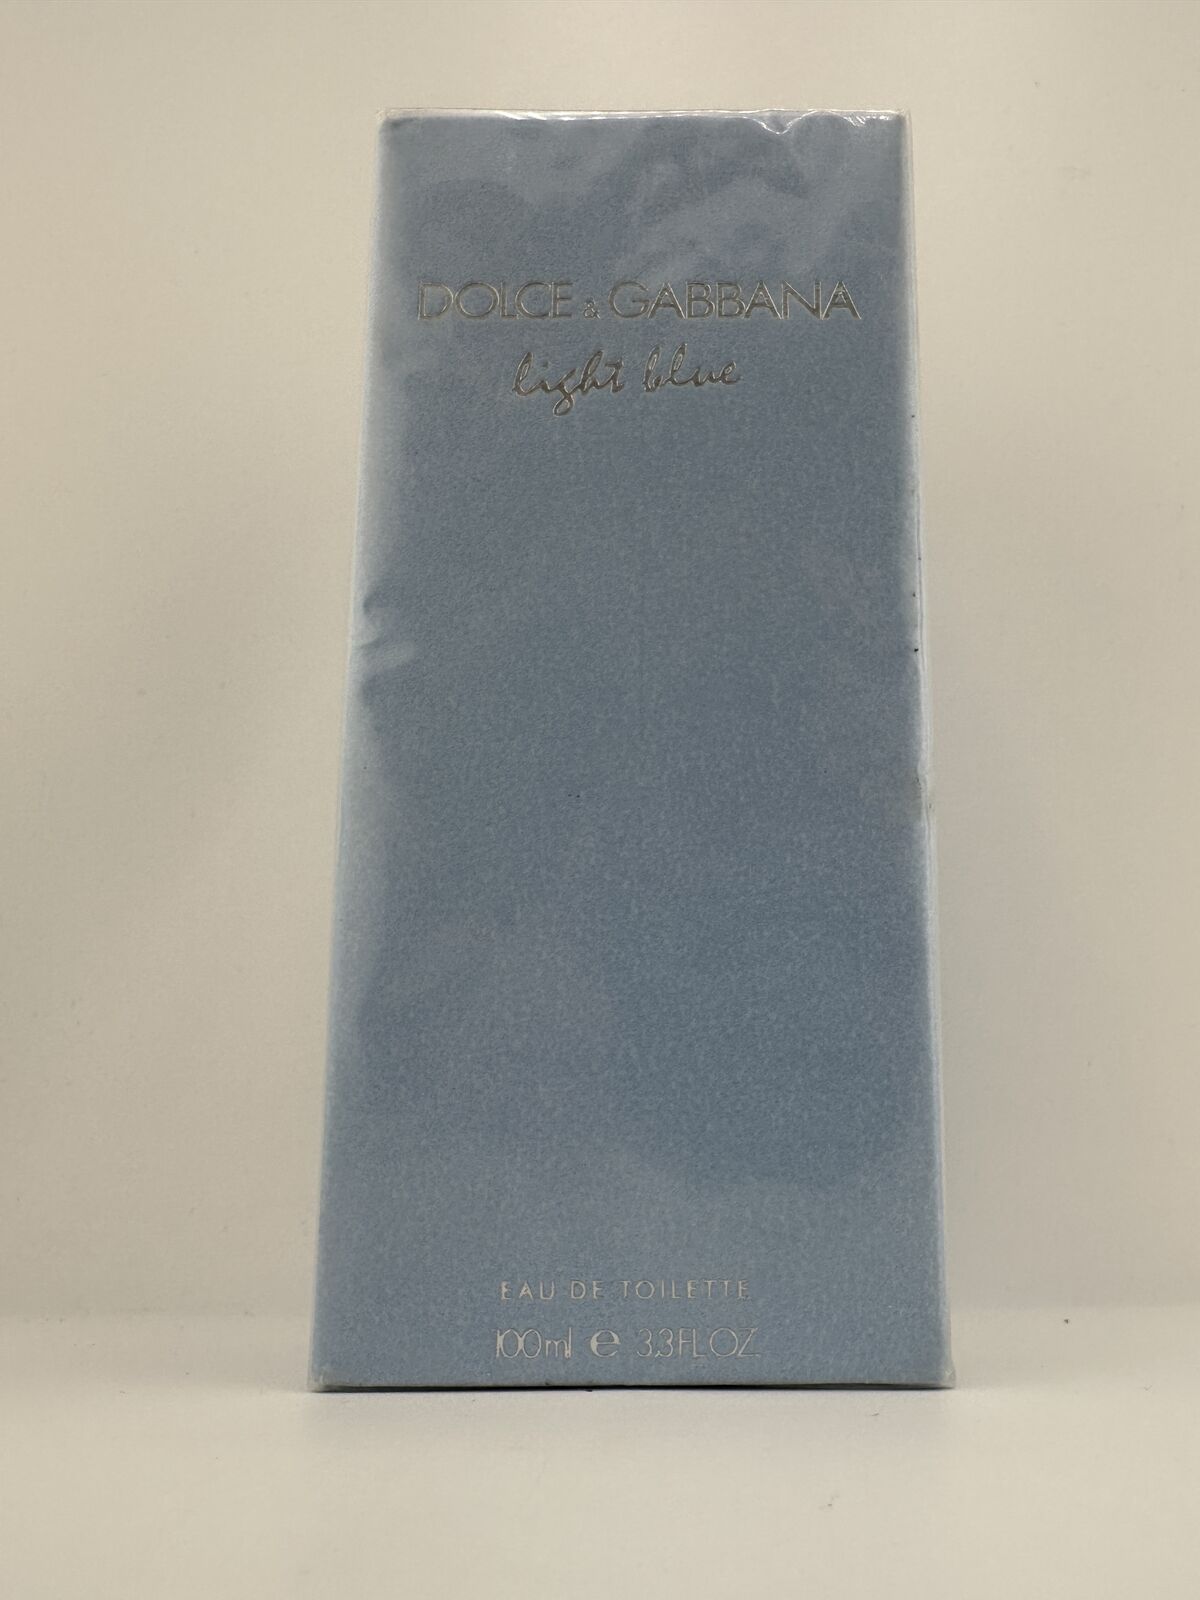 DOLCE & GABBANA
light blue
EAU DE TOILETTE
100ml e 3.3FL.OZ.